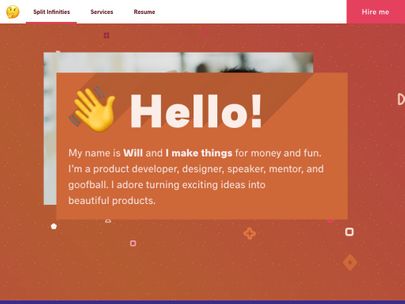 Split Infinities
Services
Resume
Hire me
👋 Hello!
My name is Will and I make things for money and fun.
I'm a product developer, designer, speaker, mentor, and
goofball. I adore turning exciting ideas into
beautiful products.